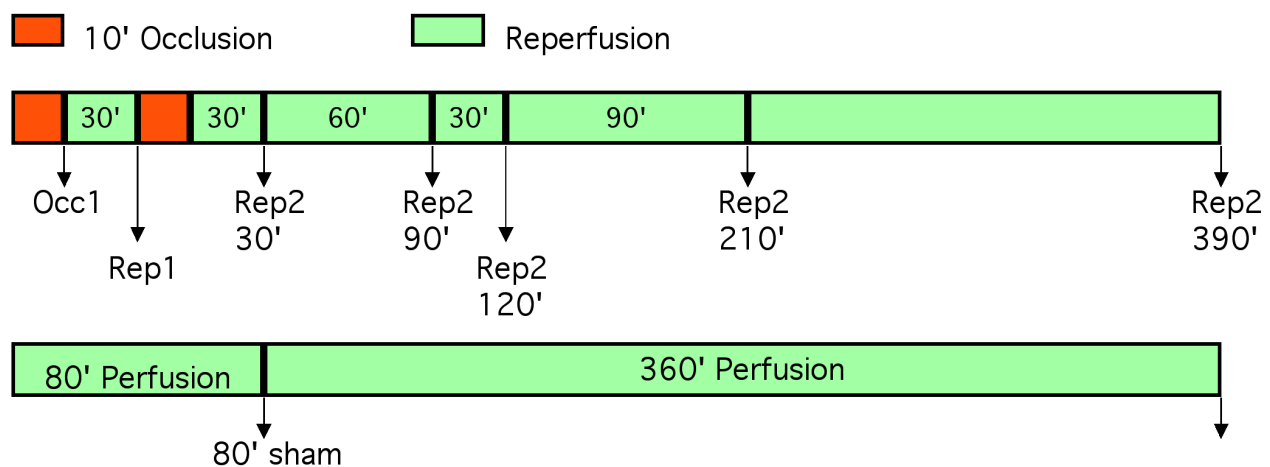 10' Occlusion
Reperfusion
30'
30'
60'
30'
90'
Occ1
Rep1
Rep2
30'
Rep2
90'
Rep2
120'
Rep2
210'
Rep2
390'
80' Perfusion
360' Perfusion
80' sham